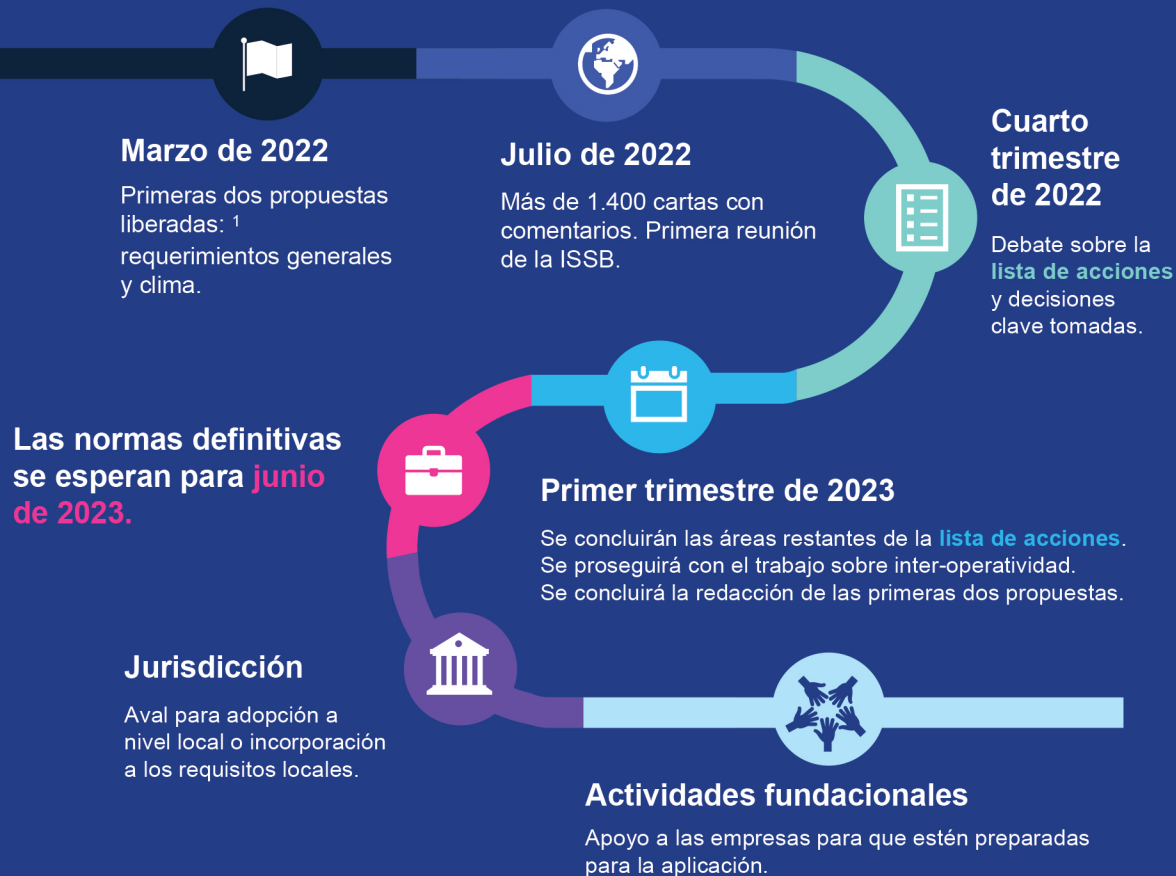 Marzo de 2022
Primeras dos propuestas
liberadas: 1
requerimientos generales
y clima.
Julio de 2022
Más de 1.400 cartas con
comentarios. Primera reunión
de la ISSB.
Cuarto
trimestre
de 2022
Debate sobre la
lista de acciones
y decisiones
clave tomadas.
Primer trimestre de 2023
Se concluirán las áreas restantes de la lista de acciones.
Se proseguirá con el trabajo sobre inter-operatividad.
Se concluirá la redacción de las primeras dos propuestas.
Las normas definitivas
se esperan para junio
de 2023.
Jurisdicción
Aval para adopción a
nivel local o incorporación
a los requisitos locales.
Actividades fundacionales
Apoyo a las empresas para que estén preparadas
para la aplicación.